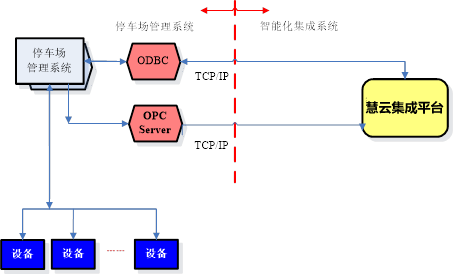 停车场管理系统
智能化集成系统
停车场
管理系统
ODBC
TCP/IP
OPC
Server
TCP/IP
慧云集成平台
设备
设备
······
设备